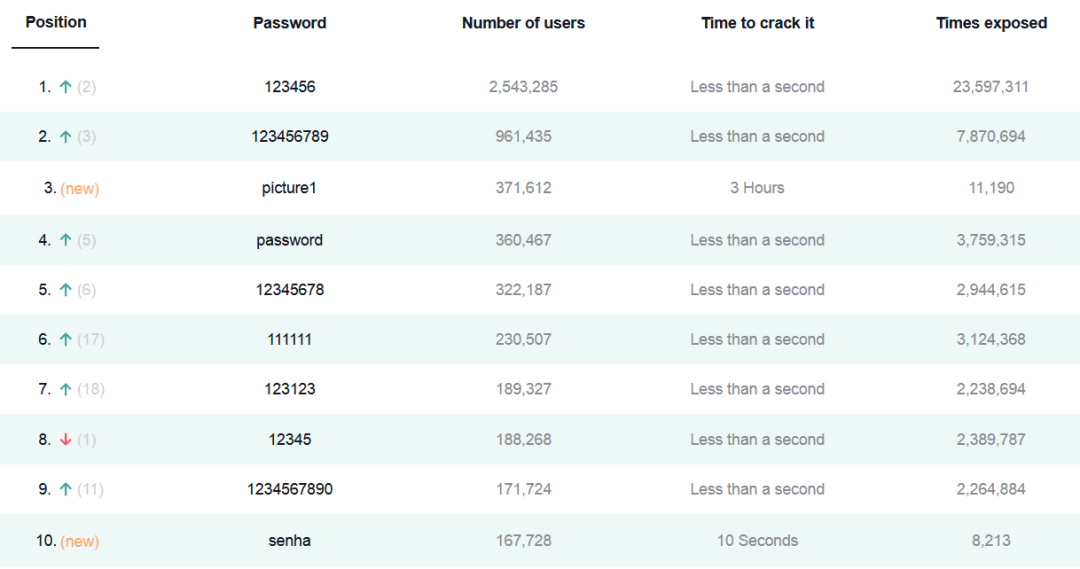 Position Password Number of users Time to crack it Times exposed
1. ↑ (2) 123456 2,543,285 Less than a second 23,597,311
2. ↑ (3) 123456789 961,435 Less than a second 7,870,694
3. (new) picture1 371,612 3 Hours 11,190
4. ↑ (5) password 360,467 Less than a second 3,759,315
5. ↑ (6) 12345678 322,187 Less than a second 2,944,615
6. ↑ (17) 111111 230,507 Less than a second 3,124,368
7. ↑ (18) 123123 189,327 Less than a second 2,238,694
8. ↓ (1) 12345 188,268 Less than a second 2,389,787
9. ↑ (11) 1234567890 171,724 Less than a second 2,264,884
10. (new) senha 167,728 10 Seconds 8,213